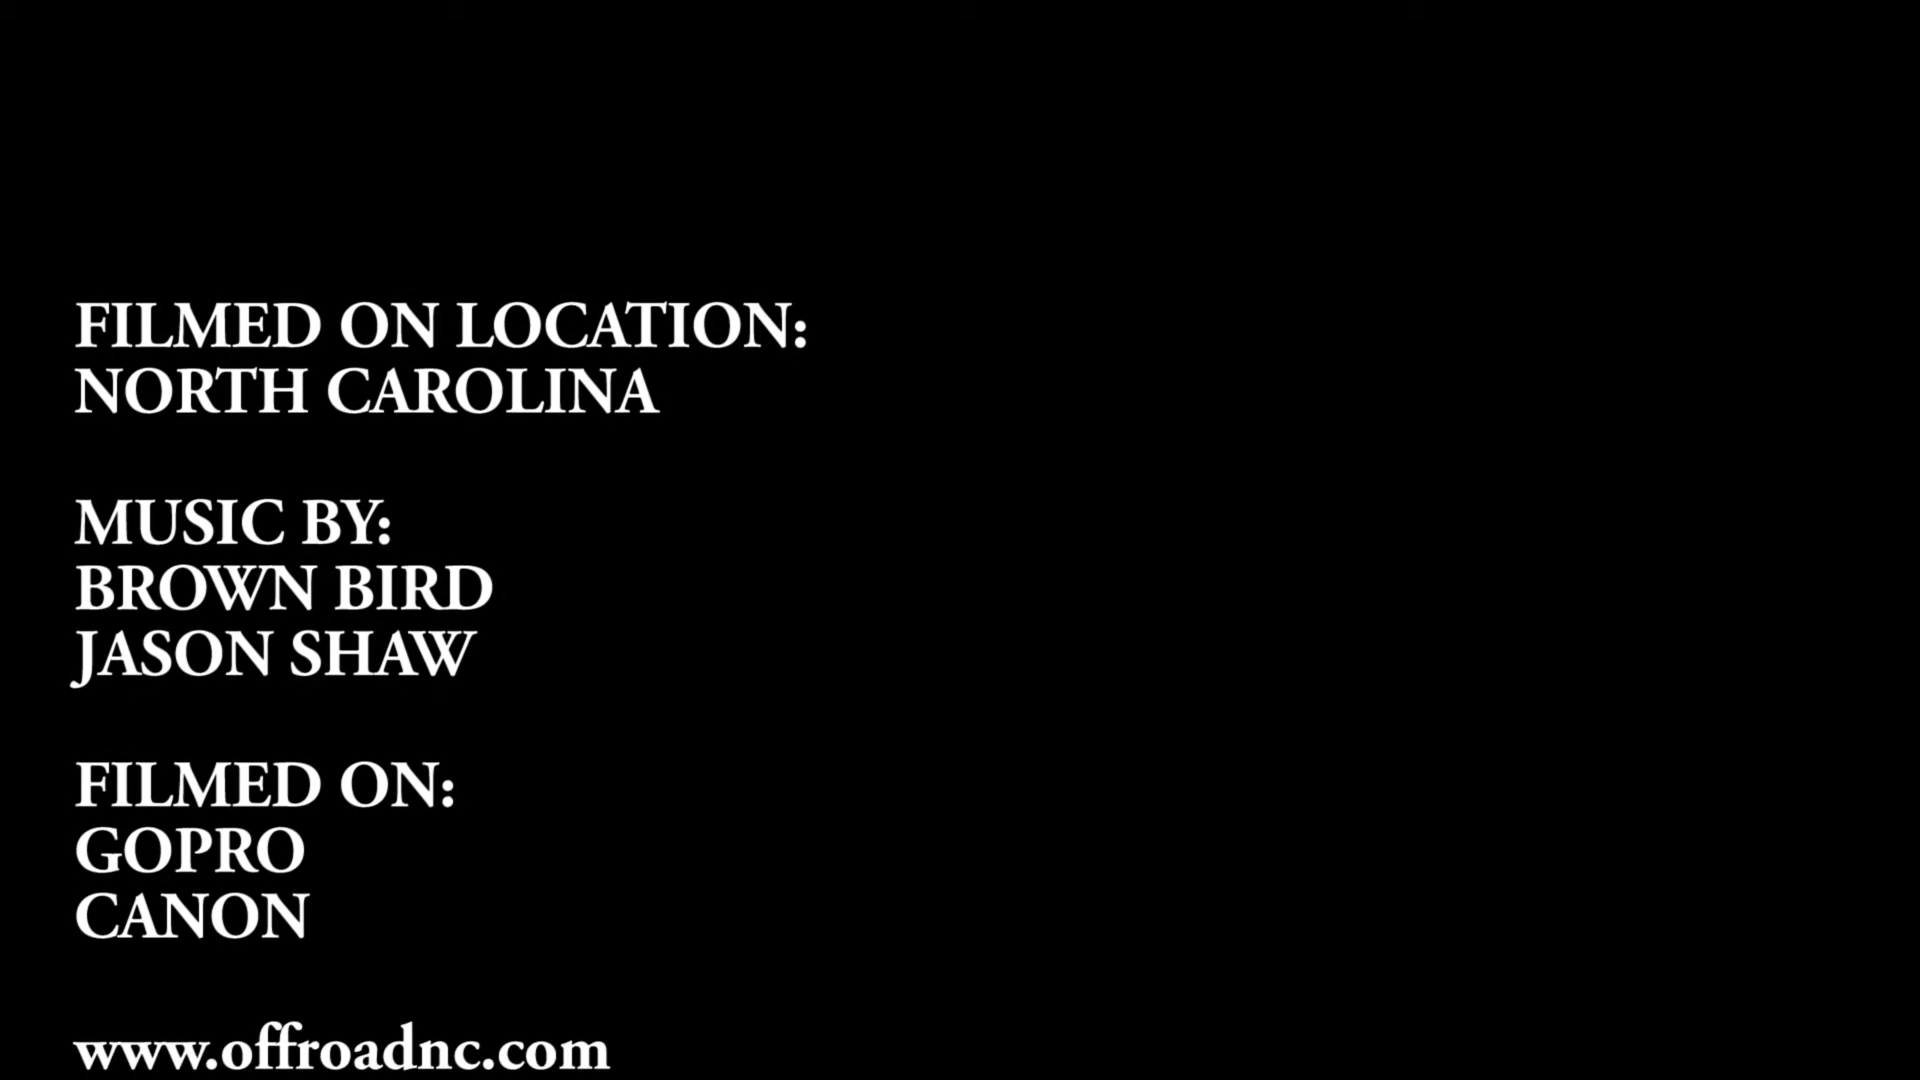 FILMED ON LOCATION:
NORTH CAROLINA
MUSIC BY:
BROWN BIRD
JASON SHAW
FILMED ON:
GOPRO
CANON
www.offroadnc.com